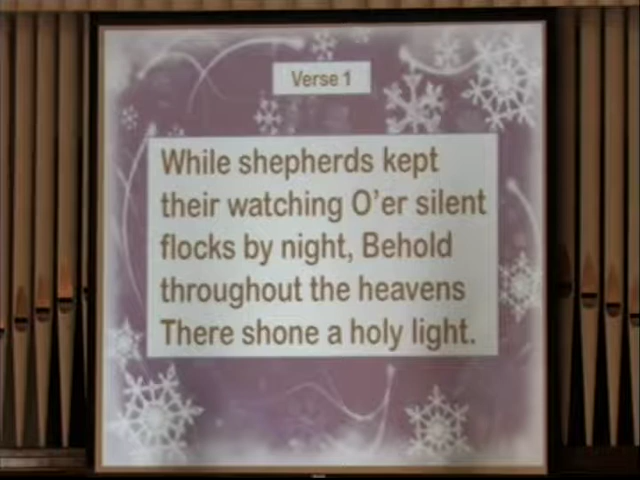 Verse 1
While shepherds kept
their watching O'er silent
flocks by night, Behold
throughout the heavens
There shone a holy light.